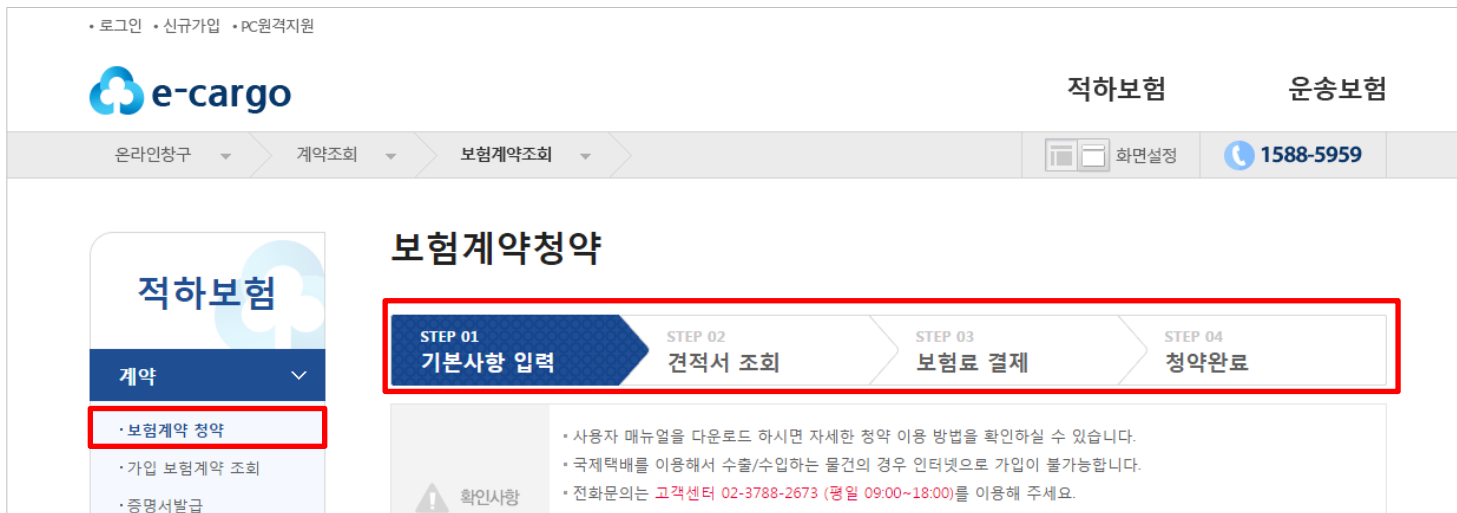 • 로그인 • 신규가입 • PC원격지원
e-cargo
적하보험 운송보험
온라인창구 계약조회 보험계약조회 화면설정 1588-5959
보험계약청약
적하보험
STEP 01 STEP 02 STEP 03 STEP 04
기본사항 입력 견적서 조회 보험료 결제 청약완료
계약
· 보험계약 청약
· 가입 보험계약 조회
· 증명서발급
확인사항
▪ 사용자 매뉴얼을 다운로드 하시면 자세한 청약 이용 방법을 확인하실 수 있습니다.
▪ 국제택배를 이용해서 수출/수입하는 물건의 경우 인터넷으로 가입이 불가능합니다.
▪ 전화문의는 고객센터 02-3788-2673 (평일 09:00~18:00)를 이용해 주세요.